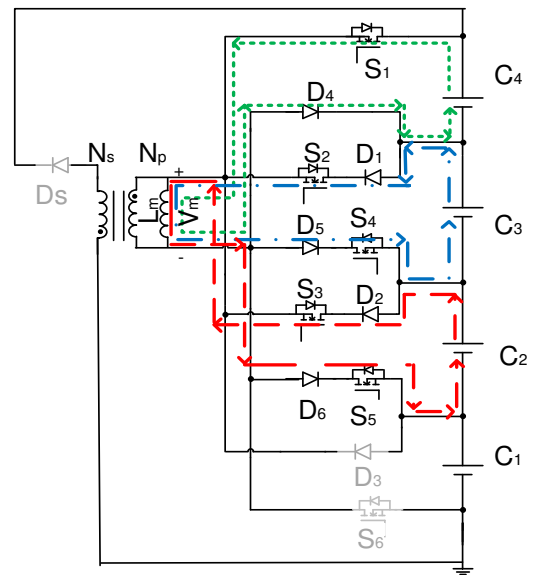 S1
C4
D4
Ns Np
S2 D1
+
Ds
Lm Vm
C3
D5 S4
-
S3 D2
C2
D6 S5
C1
D3
S6